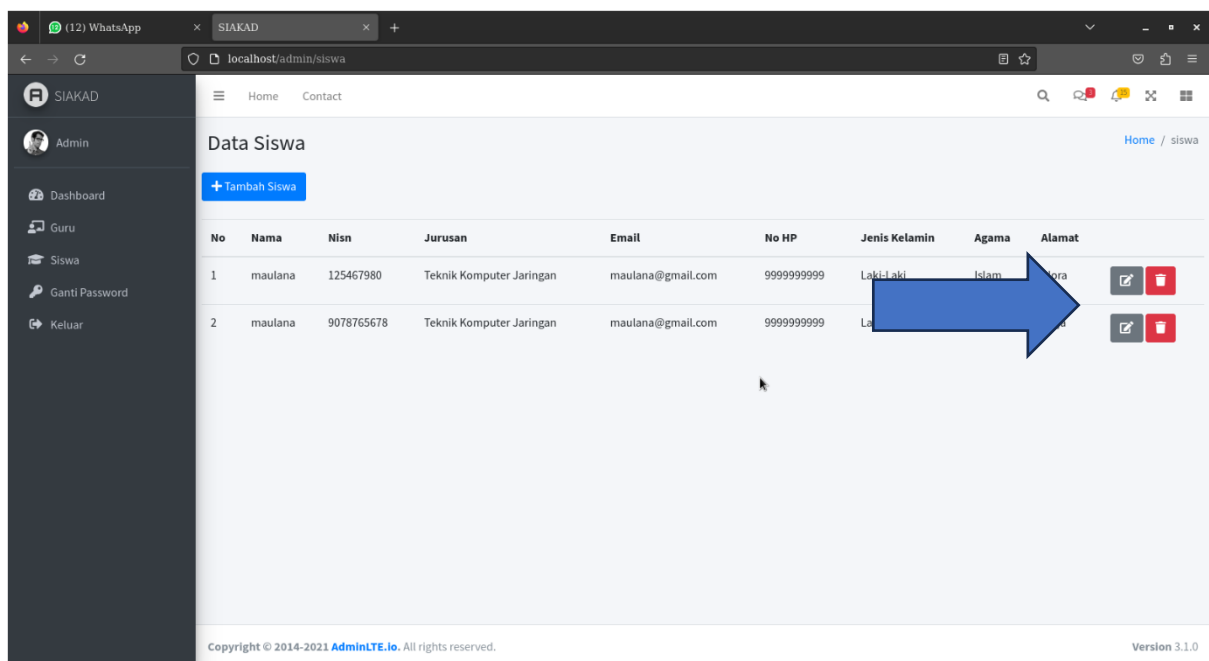 (12) WhatsApp
SIAKAD
localhost/admin/siswa
SIAKAD
Home Contact
3
15
Admin
Data Siswa
Home / siswa
Tambah Siswa
Dashboard
Guru
Siswa
Ganti Password
Keluar
No Nama Nisn Jurusan Email No HP Jenis Kelamin Agama Alamat
1 maulana 125467980 Teknik Komputer Jaringan maulana@gmail.com 9999999999 Laki-Laki Islam
2 maulana 9078765678 Teknik Komputer Jaringan maulana@gmail.com 9999999999
Copyright © 2014-2021 AdminLTE.io. All rights reserved.
Version 3.1.0